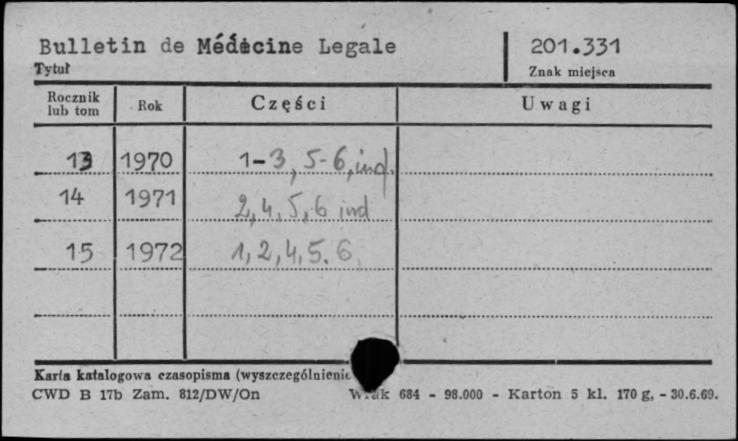 Bulletin de Médècine Legale 201.331
Tytuł Znak miejsca
Rocznik lub tom Rok Części Uwagi
13 1970 1-3, 5-6, ind.
14 1971 2, 4, 5, 6 ind
15 1972 1, 2, 4, 5. 6,
Karta katalogowa czasopisma (wyszczególnienie
CWD B 17b Zam. 812/DW/On 684 - 98.000 - Karton 5 kl. 170 g, - 30.6.69.